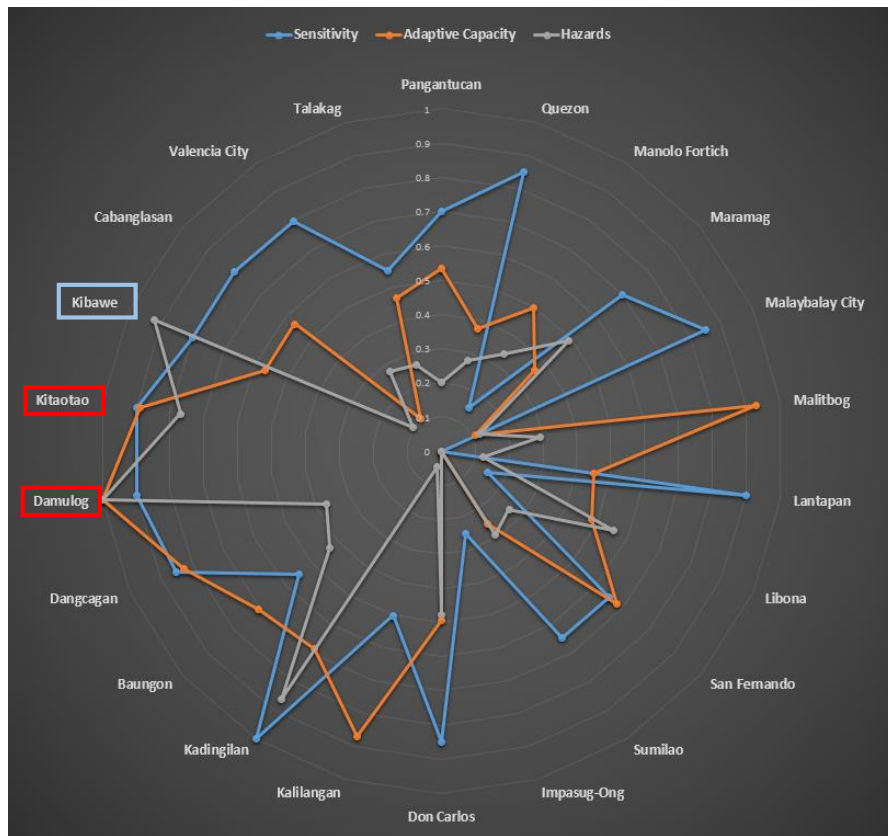 Sensitivity Adaptive Capacity Hazards
Pangantucan
Quezon
Manolo Fortich
Maramag
Malaybalay City
Malitbog
Lantapan
Libona
San Fernando
Sumilao
Impasug-Ong
Don Carlos
Kalilangan
Kadingilan
Baungon
Dangcagan
Damulog
Kitaotao
Kibawe
Cabanglasan
Valencia City
Talakag
1
0.9
0.8
0.7
0.6
0.5
0.4
0.3
0.2
0.1
0